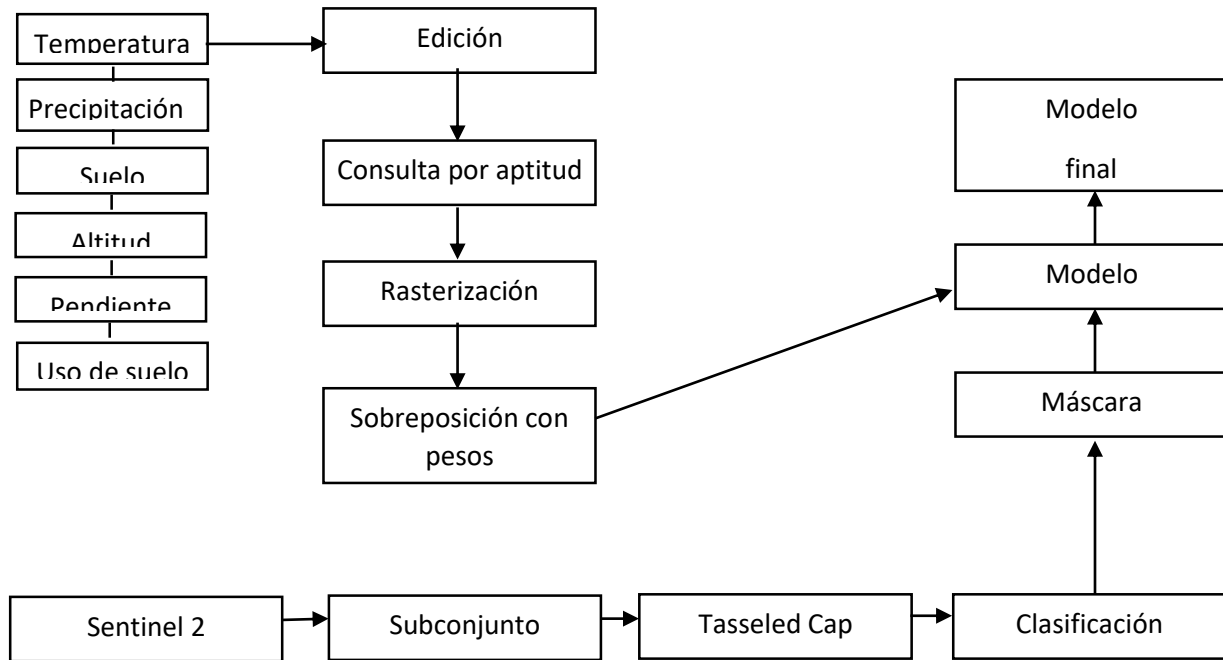 Temperatura
Precipitación
Suelo
Altitud
Pendiente
Uso de suelo
Edición
Consulta por aptitud
Rasterización
Sobreposición con
pesos
Modelo
final
Modelo
Máscara
Sentinel 2
Subconjunto
Tasseled Cap
Clasificación